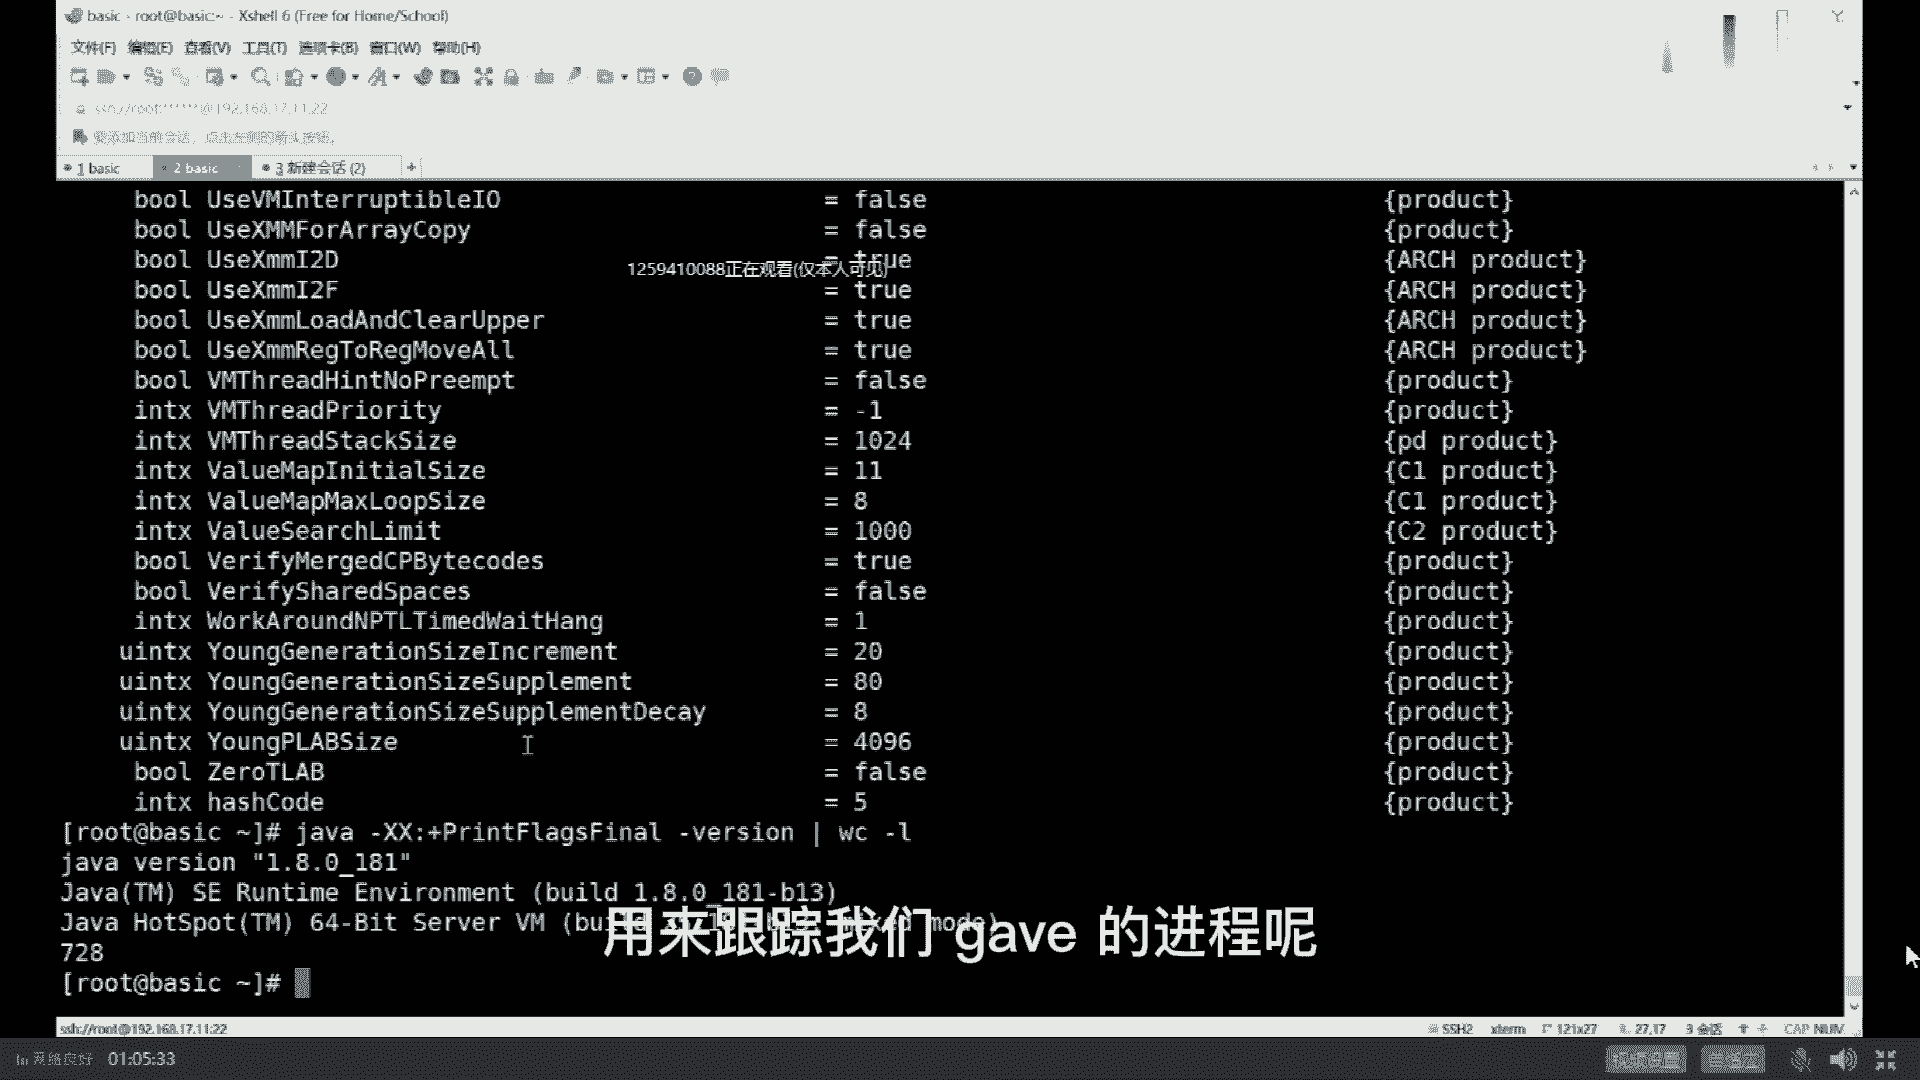 basic - root@basic:~ - Xshell 6 (Free for Home/School)
文件(F) 编辑(E) 查看(V) 工具(T) 选项卡(B) 窗口(W) 帮助(H)
ssh://root:******@192.168.17.11:22
要添加当前会话，点击左侧的箭头按钮。
1 basic
2 basic
3 新建会话 (2)
+
bool UseVMInterruptibleIO = false {product}
bool UseXMMForArrayCopy = false {product}
bool UseXmmI2D = true {ARCH product}
1259410088正在观看(仅本人可见)
bool UseXmmI2F = true {ARCH product}
bool UseXmmLoadAndClearUpper = true {ARCH product}
bool UseXmmRegToRegMoveAll = true {ARCH product}
bool VMThreadHintNoPreempt = false {product}
intx VMThreadPriority = -1 {product}
intx VMThreadStackSize = 1024 {pd product}
intx ValueMapInitialSize = 11 {C1 product}
intx ValueMapMaxLoopSize = 8 {C1 product}
intx ValueSearchLimit = 1000 {C2 product}
bool VerifyMergedCPBytecodes = true {product}
bool VerifySharedSpaces = false {product}
intx WorkAroundNPTLTimedWaitHang = 1 {product}
uintx YoungGenerationSizeIncrement = 20 {product}
uintx YoungGenerationSizeSupplement = 80 {product}
uintx YoungGenerationSizeSupplementDecay = 8 {product}
uintx YoungPLABSize = 4096 {product}
bool ZeroTLAB = false {product}
intx hashCode = 5 {product}
[root@basic ~]# java -XX:+PrintFlagsFinal -version | wc -l
java version "1.8.0_181"
Java(TM) SE Runtime Environment (build 1.8.0_181-b13)
Java HotSpot(TM) 64-Bit Server VM (build mode)
用来跟踪我们 gave 的进程呢
728
[root@basic ~]#
ssh://root@192.168.17.11:22
SSH2 xterm 121x27 27,17 3 会话 CAP NUM
网络良好 01:05:33